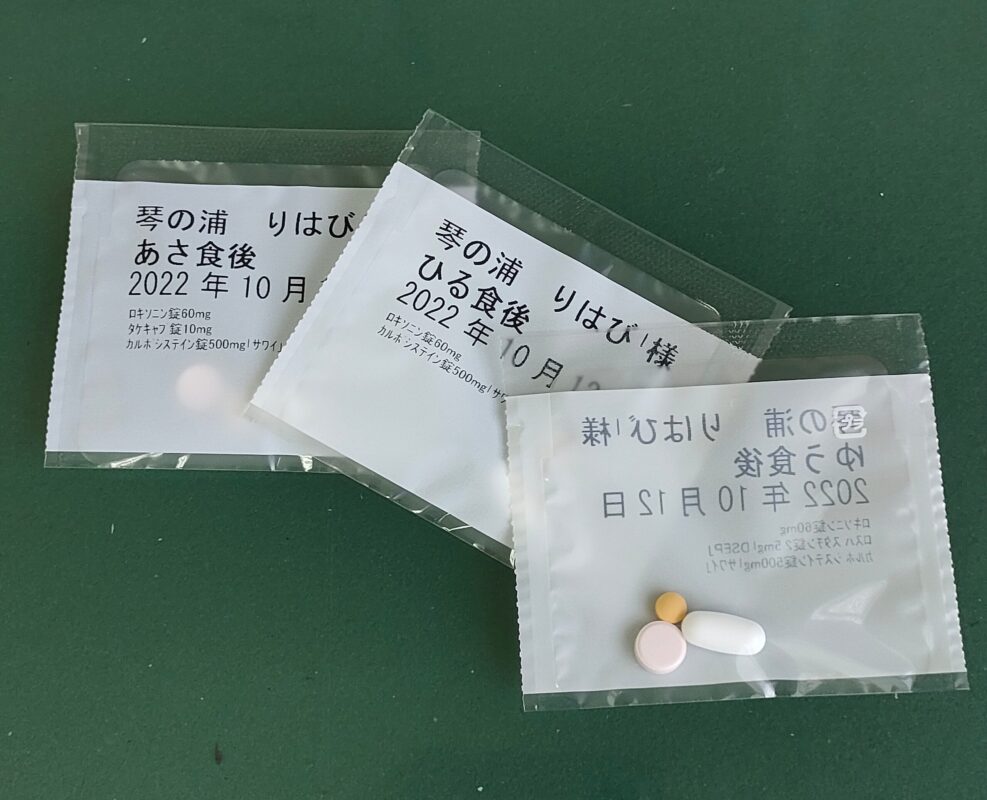 琴の浦　りはび
あさ食後
2022 年 10 月
ロキソニン錠60mg
タケキャブ 錠10mg
カルボシステイン錠500mg「サワイ」
琴の浦　りはびﾘ様
ひる食後
2022 年 10 月 12
ロキソニン錠60mg
カルボシステイン錠500mg「サワ
琴の浦　りはびﾘ様
ゆう食後
2022 年 10 月 12 日
ロキソニン錠60mg
ロスバスタチン錠2.5mg「DSEP」
カルボシステイン錠500mg「サワイ」